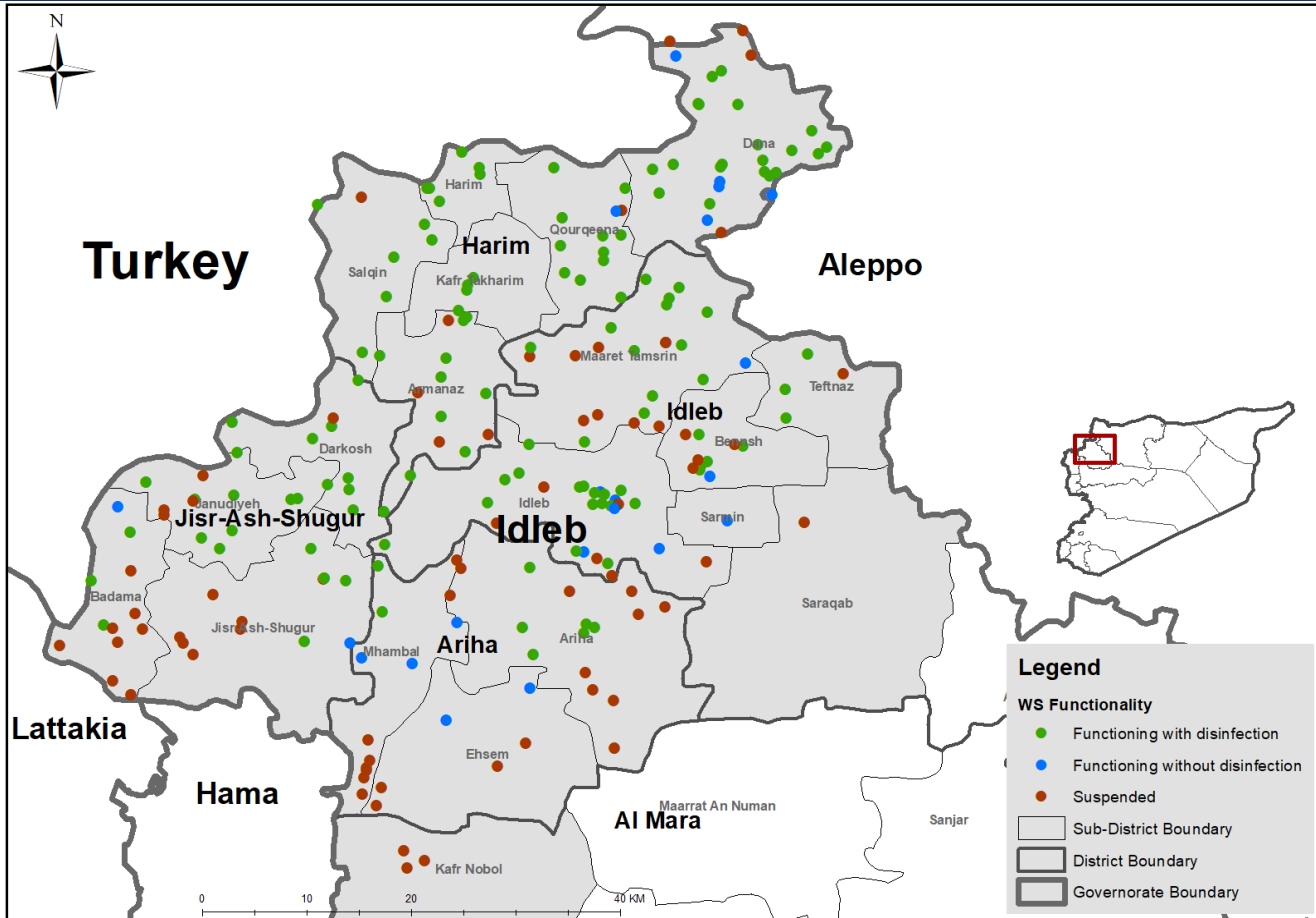 N
Dana
Harim
Qourqeena
Harim
Turkey
Aleppo
Salqin
Kafr Takharim
Maaret Tamsrin
Teftnaz
Armanaz
Idleb
Bennsh
Darkosh
Janudiyeh
Idleb
Sarmin
Jisr-Ash-Shugur
Idleb
Badama
Saraqab
Jisr-Ash-Shugur
Mhambal
Ariha
Ariha
Lattakia
Ehsem
Hama
Maarrat An Numan
Al Mara
Sanjar
Kafr Nobol
0
20
40 KM
Legend
WS Functionality
Functioning with disinfection
Functioning without disinfection
Suspended
Sub-District Boundary
District Boundary
Governorate Boundary